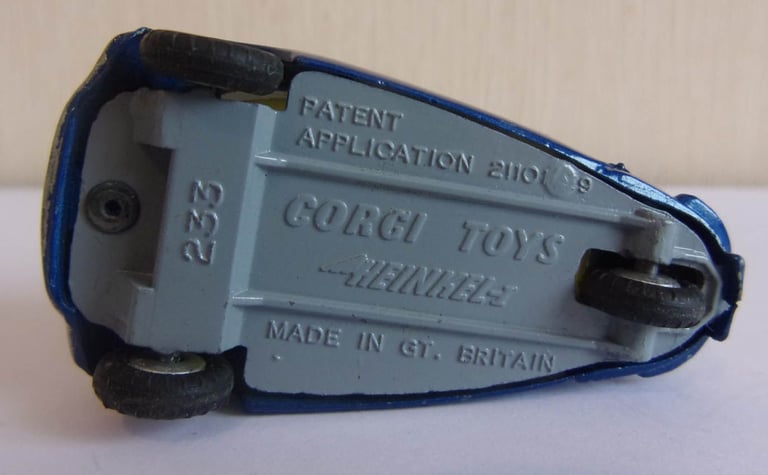 PATENT
APPLICATION
233
CORGI TOYS
HEINKEL-I
MADE IN GT. BRITAIN